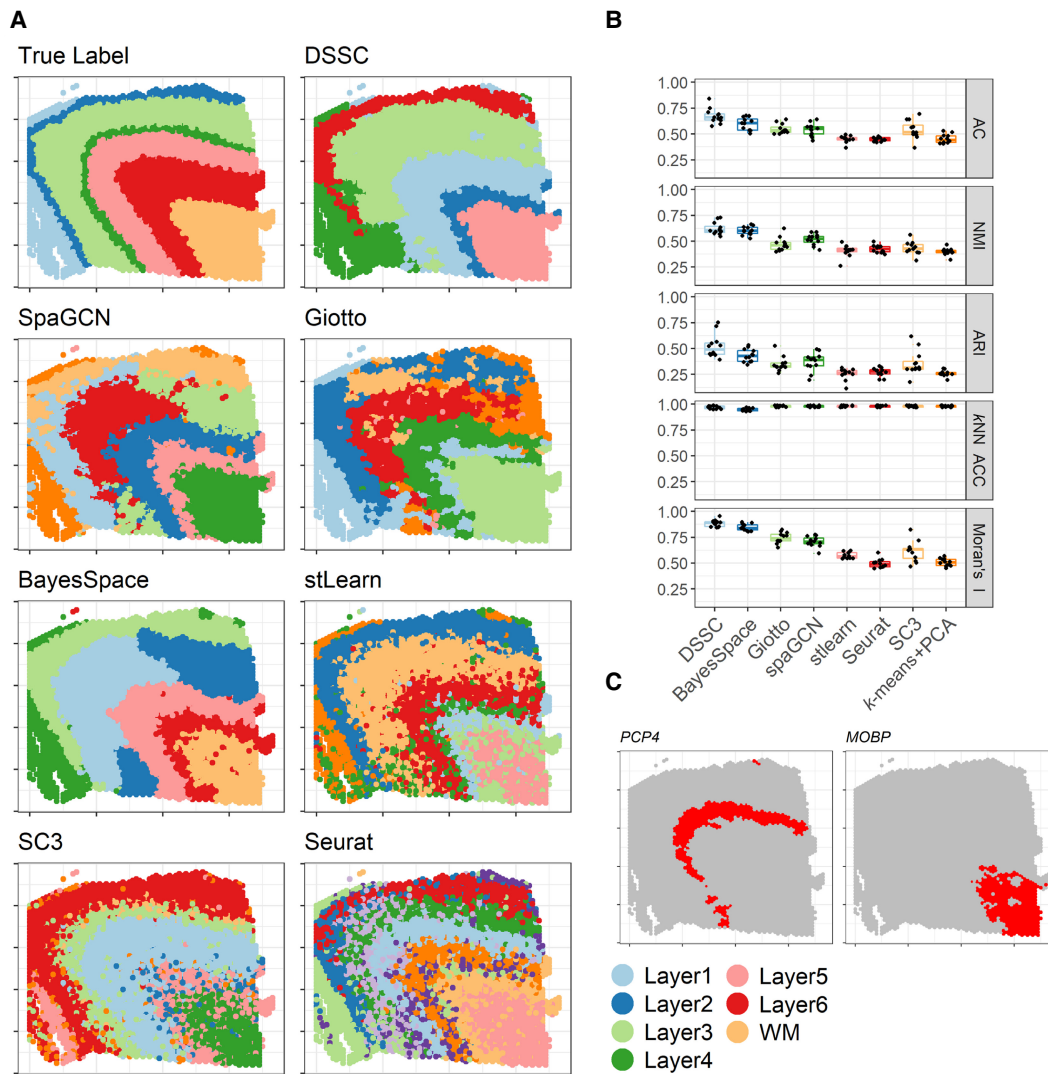 A
True Label
DSSC
SpaGCN
Giotto
BayesSpace
stLearn
SC3
Seurat
B
1.00
0.75
0.50
0.25
AC
1.00
0.75
0.50
0.25
NMI
1.00
0.75
0.50
0.25
ARI
1.00
0.75
0.50
0.25
kNN ACC
1.00
0.75
0.50
0.25
Moran's I
DSSC
BayesSpace
Giotto
spaGCN
stlearn
Seurat
SC3
k-means+PCA
C
PCP4
MOBP
Layer1
Layer2
Layer3
Layer4
Layer5
Layer6
WM